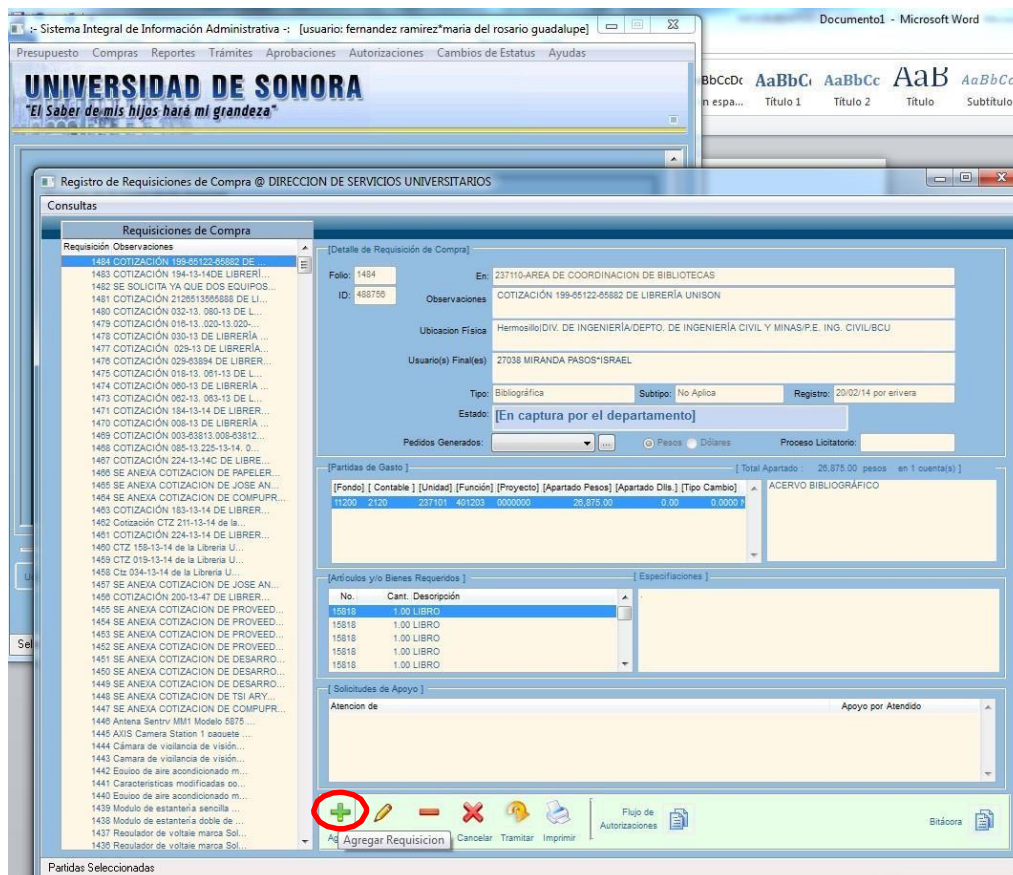 :- Sistema Integral de Información Administrativa -: [usuario: fernandez ramirez*maria del rosario guadalupe]
Documento1 - Microsoft Word
Presupuesto Compras Reportes Trámites Aprobaciones Autorizaciones Cambios de Estatus Ayudas
UNIVERSIDAD DE SONORA
"El Saber de mis hijos hará mi grandeza"
BbCcDc AaBbC AaBbCc AaB AaBbCc
n espa... Título 1 Título 2 Título Subtítulo
Registro de Requisiciones de Compra @ DIRECCION DE SERVICIOS UNIVERSITARIOS
Consultas
Requisiciones de Compra
Requisición Observaciones
1484 COTIZACIÓN 199-65122-65882 DE ...
1483 COTIZACIÓN 194-13-14DE LIBRERÍ...
1482 SE SOLICITA YA QUE DOS EQUIPOS...
1481 COTIZACIÓN 2126513565888 DE LI...
1480 COTIZACIÓN 032-13. 080-13 DE L...
1479 COTIZACIÓN 016-13..020-13.020-...
1478 COTIZACIÓN 030-13 DE LIBRERÍA ...
1477 COTIZACIÓN 029-13 DE LIBRERÍA...
1476 COTIZACIÓN 029-63894 DE LIBRER...
1475 COTIZACIÓN 018-13. 061-13 DE L...
1474 COTIZACIÓN 060-13 DE LIBRERÍA ...
1473 COTIZACIÓN 062-13. 063-13 DE L...
1471 COTIZACIÓN 184-13-14 DE LIBRER...
1470 COTIZACIÓN 008-13 DE LIBRERÍA ...
1469 COTIZACIÓN 003-63813.008-63812...
1468 COTIZACIÓN 085-13.225-13-14. 0...
1467 COTIZACIÓN 224-13-14C DE LIBRE...
1466 SE ANEXA COTIZACION DE PAPELER...
1465 SE ANEXA COTIZACION DE JOSE AN...
1464 SE ANEXA COTIZACION DE COMPUPR...
1463 COTIZACIÓN 183-13-14 DE LIBRER...
1462 Cotización CTZ 211-13-14 de la...
1461 COTIZACIÓN 224-13-14 DE LIBRER...
1460 CTZ 158-13-14 de la Libreria U...
1459 CTZ 019-13-14 de la Libreria U...
1458 Ctz 034-13-14 de la Libreria U...
1457 SE ANEXA COTIZACION DE JOSE AN...
1456 COTIZACIÓN 200-13-47 DE LIBRER...
1455 SE ANEXA COTIZACION DE PROVEED...
1454 SE ANEXA COTIZACION DE PROVEED...
1453 SE ANEXA COTIZACION DE PROVEED...
1452 SE ANEXA COTIZACION DE PROVEED...
1451 SE ANEXA COTIZACION DE DESARRO...
1450 SE ANEXA COTIZACION DE DESARRO...
1449 SE ANEXA COTIZACION DE DESARRO...
1448 SE ANEXA COTIZACION DE TSI ARY...
1447 SE ANEXA COTIZACION DE COMPUPR...
1446 Antena Sentry MM1 Modelo 5875 ...
1445 AXIS Camera Station 1 paquete ...
1444 Cámara de vigilancia de visión...
1443 Camara de vigilancia de visión...
1442 Equipo de aire acondicionado m...
1441 Caracteristicas modificadas po...
1440 Equipo de aire acondicionado m...
1439 Modulo de estantería sencilla ...
1438 Modulo de estantería doble de ...
1437 Regulador de voltaje marca Sol...
1436 Regulador de voltaje marca Sol...
[Detalle de Requisición de Compra]
Folio: 1484 En: 237110-AREA DE COORDINACION DE BIBLIOTECAS
ID: 488756 Observaciones COTIZACIÓN 199-65122-65882 DE LIBRERÍA UNISON
Ubicacion Física Hermosillo|DIV. DE INGENIERÍA/DEPTO. DE INGENIERÍA CIVIL Y MINAS/P.E. ING. CIVIL/BCU
Usuario(s) Final(es) 27038 MIRANDA PASOS*ISRAEL
Tipo: Bibliográfica Subtipo: No Aplica Registro: 20/02/14 por erivera
Estado: [En captura por el departamento]
Pedidos Generados: ... Pesos Dólares Proceso Licitatorio:
[Partidas de Gasto ] [ Total Apartado : 26,875.00 pesos en 1 cuenta(s) ]
[Fondo] [ Contable ] [Unidad] [Función] [Proyecto] [Apartado Pesos] [Apartado Dlls.] [Tipo Cambio] ACERVO BIBLIOGRÁFICO
11200 2120 237101 401203 0000000 26,875.00 0.00 0.0000
[Artículos y/o Bienes Requeridos ] [ Especifiaciones ]
No. Cant. Descripción
15818 1.00 LIBRO
15818 1.00 LIBRO
15818 1.00 LIBRO
15818 1.00 LIBRO
15818 1.00 LIBRO
[ Solicitudes de Apoyo ]
Atencion de Apoyo por Atendido
Agregar Requisicion
Cancelar Tramitar Imprimir
Flujo de
Autorizaciones
Bitácora
Partidas Seleccionadas